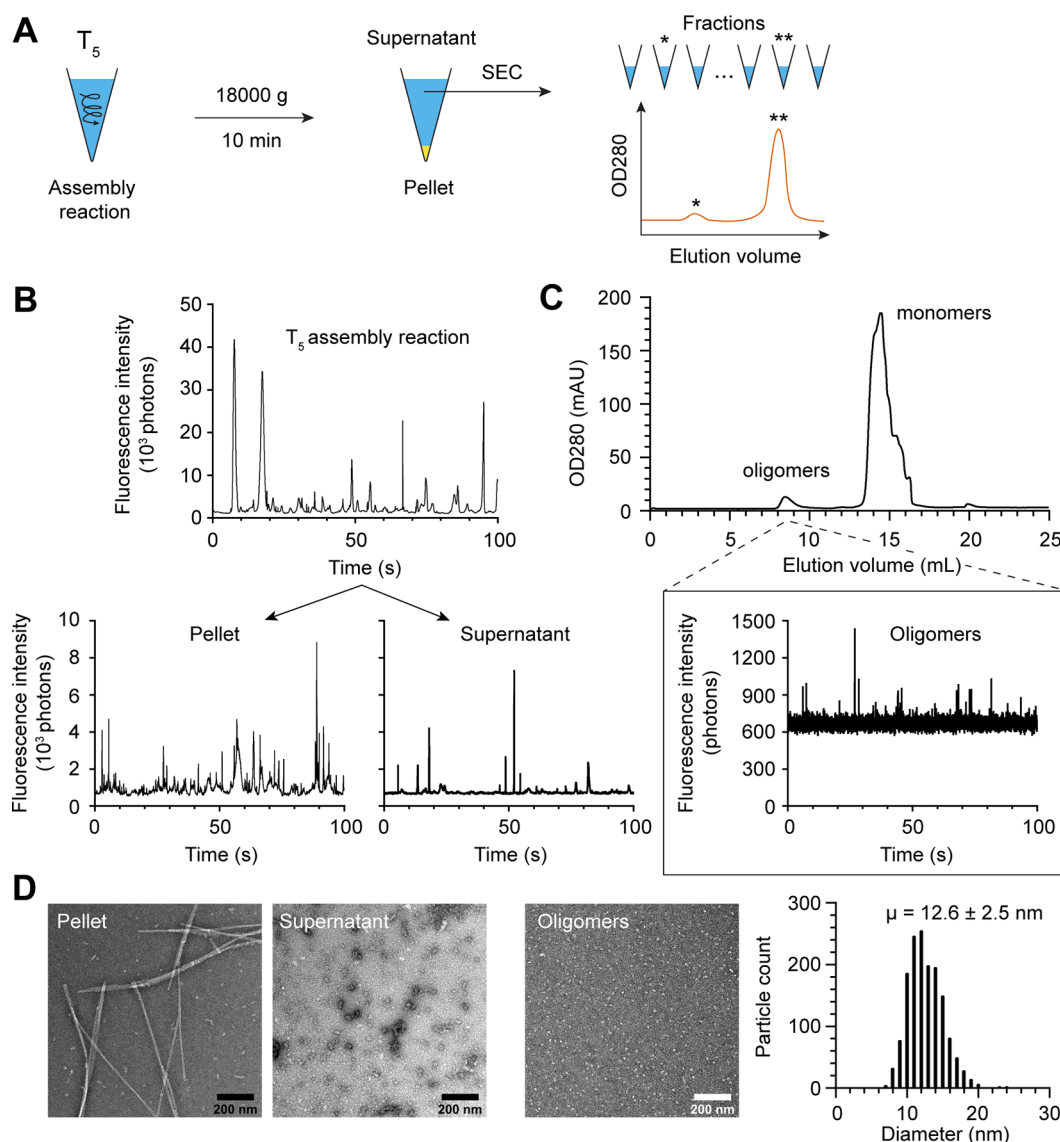 A
T5
Assembly
reaction
18000 g
10 min
Supernatant
Pellet
SEC
Fractions
*
**
...
OD280
*
**
Elution volume
B
Fluorescence intensity
(10³ photons)
50
40
30
20
10
0
T5 assembly reaction
0
50
100
Time (s)
Fluorescence intensity
(10³ photons)
10
8
6
4
2
0
Pellet
0
50
100
Time (s)
Supernatant
0
50
100
Time (s)
C
OD280 (mAU)
200
150
100
50
0
oligomers
monomers
0
5
10
15
20
25
Elution volume (mL)
Fluorescence intensity
(photons)
1500
1200
900
600
300
0
Oligomers
0
50
100
Time (s)
D
Pellet
200 nm
Supernatant
200 nm
Oligomers
200 nm
Particle count
300
200
100
0
μ = 12.6 ± 2.5 nm
0
10
20
30
Diameter (nm)